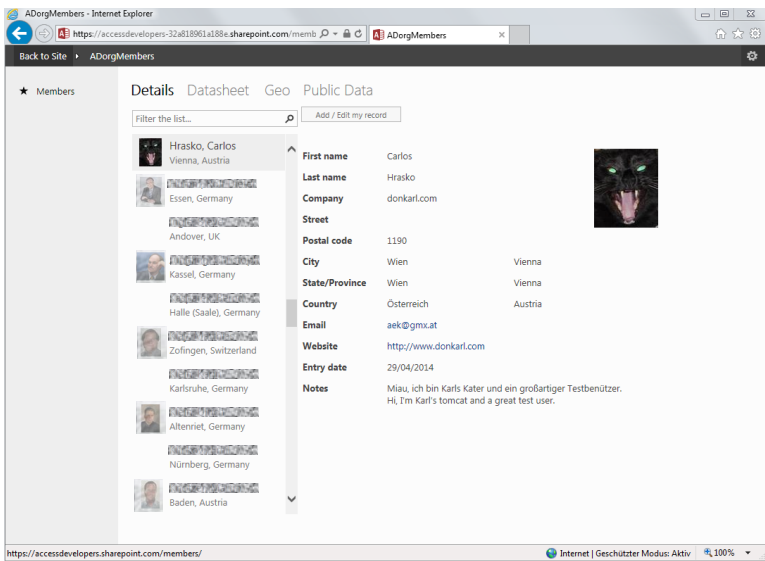 ADorgMembers - Internet Explorer
https://accessdevelopers-32a818961a188e.sharepoint.com/memb
ADorgMembers
Back to Site ADorgMembers
Members
Details Datasheet Geo Public Data
Filter the list...
Add / Edit my record
Hrasko, Carlos
Vienna, Austria
Essen, Germany
Andover, UK
Kassel, Germany
Halle (Saale), Germany
Zofingen, Switzerland
Karlsruhe, Germany
Altenriet, Germany
Nürnberg, Germany
Baden, Austria
First name Carlos
Last name Hrasko
Company donkarl.com
Street
Postal code 1190
City Wien Vienna
State/Province Wien Vienna
Country Österreich Austria
Email aek@gmx.at
Website http://www.donkarl.com
Entry date 29/04/2014
Notes Miau, ich bin Karls Kater und ein großartiger Testbenützer.
Hi, I'm Karl's tomcat and a great test user.
https://accessdevelopers.sharepoint.com/members/
Internet | Geschützter Modus: Aktiv 100%